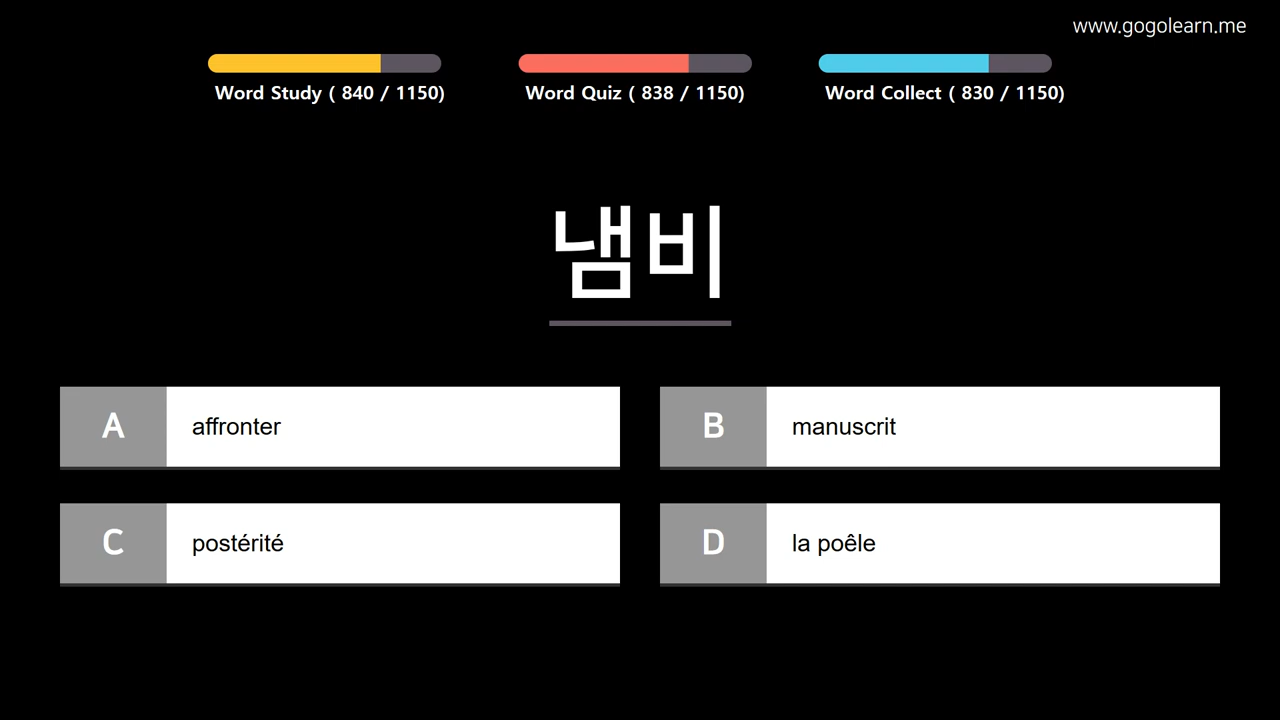 www.gogolearn.me
Word Study ( 840 / 1150)
Word Quiz ( 838 / 1150)
Word Collect ( 830 / 1150)
냄비
A affronter
B manuscrit
C postérité
D la poêle